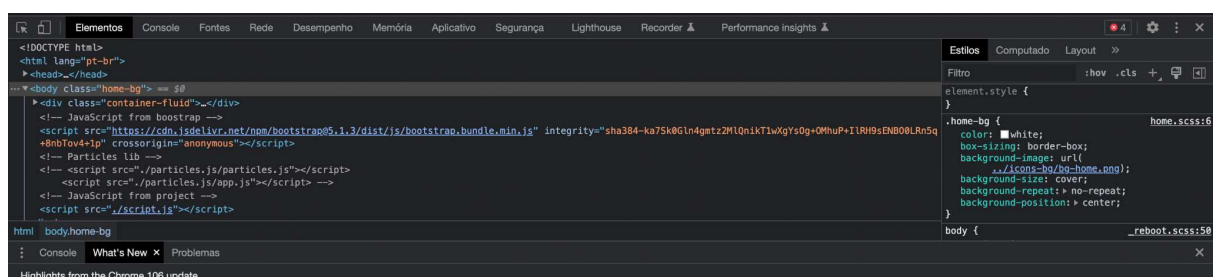 Elementos Console Fontes Rede Desempenho Memória Aplicativo Segurança Lighthouse Recorder Performance insights 4
<!DOCTYPE html>
<html lang="pt-br">
▶<head>…</head>
...▼<body class="home-bg"> == $0
▶<div class="container-fluid">…</div>
<!-- JavaScript from boostrap -->
<script src="https://cdn.jsdelivr.net/npm/bootstrap@5.1.3/dist/js/bootstrap.bundle.min.js" integrity="sha384-ka7Sk0Gln4gmtz2MlQnikT1wXgYsOg+OMhuP+IlRH9sENBO0LRn5q
+8nbTov4+1p" crossorigin="anonymous"></script>
<!-- Particles lib -->
<!-- <script src="./particles.js/particles.js"></script>
<script src="./particles.js/app.js"></script> -->
<!-- JavaScript from project -->
<script src="./script.js"></script>
html body.home-bg
Estilos Computado Layout »
Filtro :hov .cls +
element.style {
}
.home-bg { home.scss:6
color: white;
box-sizing: border-box;
background-image: url(
../icons-bg/bg-home.png);
background-size: cover;
background-repeat: ▶ no-repeat;
background-position: ▶ center;
}
body { _reboot.scss:50
Console What's New × Problemas ×
Highlights from the Chrome 106 update